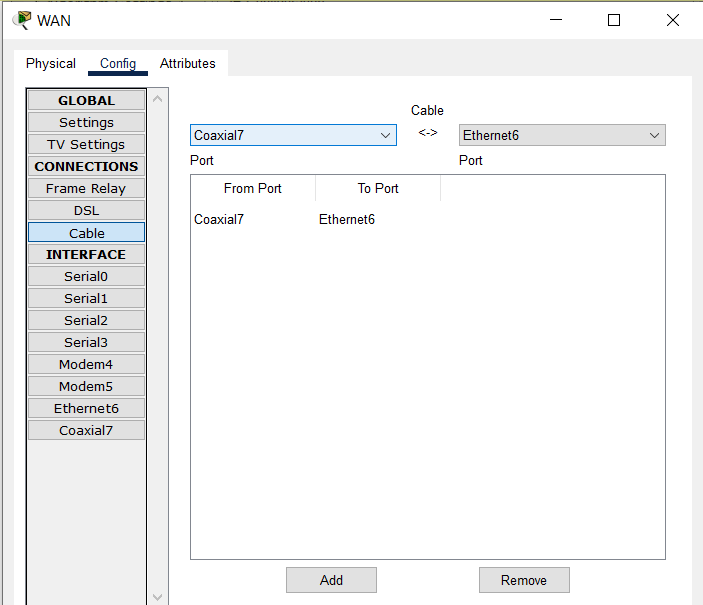 WAN
Physical Config Attributes
GLOBAL
Settings
TV Settings
CONNECTIONS
Frame Relay
DSL
Cable
INTERFACE
Serial0
Serial1
Serial2
Serial3
Modem4
Modem5
Ethernet6
Coaxial7
Cable
Coaxial7 <-> Ethernet6
Port Port
From Port To Port
Coaxial7 Ethernet6
Add Remove